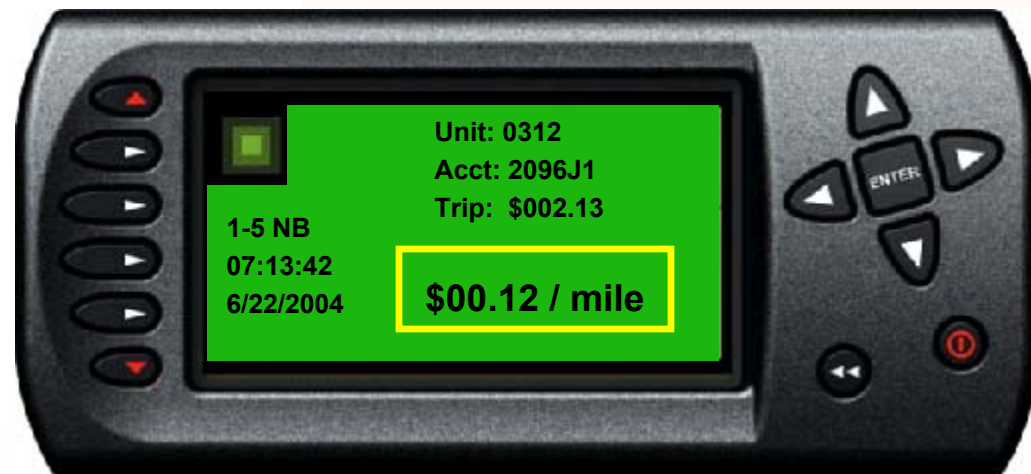 Unit: 0312
Acct: 2096J1
Trip: $002.13
1-5 NB
07:13:42
6/22/2004
$00.12 / mile
ENTER